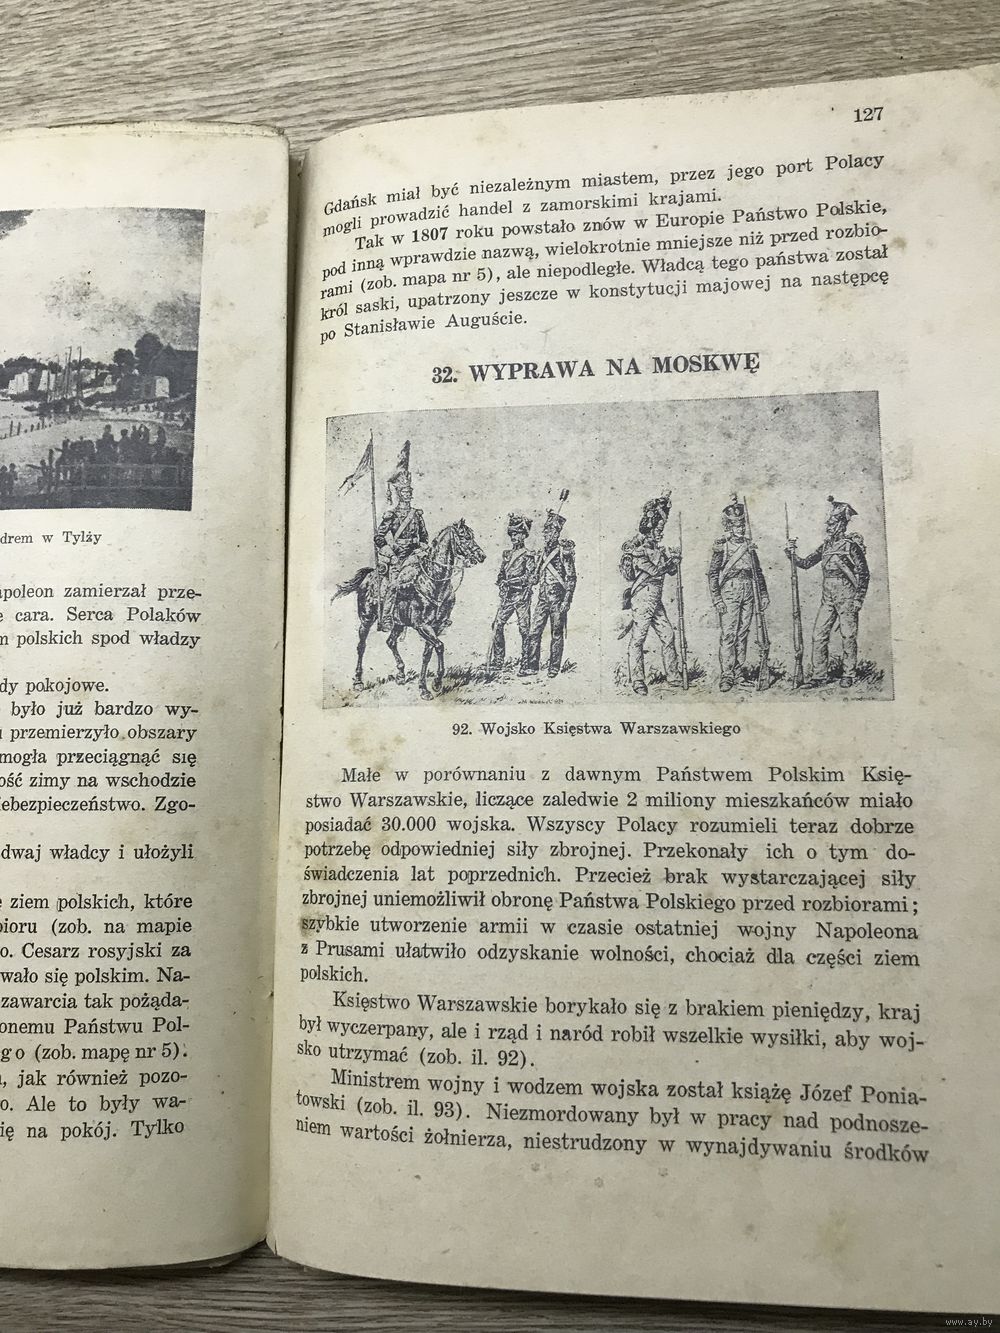 drem w Tylży
apoleon zamierzał prze-
e cara. Serca Polaków
m polskich spod władzy
dy pokojowe.
było już bardzo wy-
u przemierzyło obszary
mogła przeciągnąć się
ość zimy na wschodzie
iebezpieczeństwo. Zgo-
dwaj władcy i ułożyli
e ziem polskich, które
bioru (zob. na mapie
o. Cesarz rosyjski za
wało się polskim. Na-
zawarcia tak pożąda-
onemu Państwu Pol-
go (zob. mapę nr 5).
, jak również pozo-
o. Ale to były wa-
ię na pokój. Tylko
127
Gdańsk miał być niezależnym miastem, przez jego port Polacy
mogli prowadzić handel z zamorskimi krajami.
Tak w 1807 roku powstało znów w Europie Państwo Polskie,
pod inną wprawdzie nazwą, wielokrotnie mniejsze niż przed rozbio-
rami (zob. mapa nr 5), ale niepodległe. Władcą tego państwa został
król saski, upatrzony jeszcze w konstytucji majowej na następcę
po Stanisławie Auguście.
32. WYPRAWA NA MOSKWĘ
92. Wojsko Księstwa Warszawskiego
Małe w porównaniu z dawnym Państwem Polskim Księ-
stwo Warszawskie, liczące zaledwie 2 miliony mieszkańców miało
posiadać 30.000 wojska. Wszyscy Polacy rozumieli teraz dobrze
potrzebę odpowiedniej siły zbrojnej. Przekonały ich o tym do-
świadczenia lat poprzednich. Przecież brak wystarczającej siły
zbrojnej uniemożliwił obronę Państwa Polskiego przed rozbiorami;
szybkie utworzenie armii w czasie ostatniej wojny Napoleona
z Prusami ułatwiło odzyskanie wolności, chociaż dla części ziem
polskich.
Księstwo Warszawskie borykało się z brakiem pieniędzy, kraj
był wyczerpany, ale i rząd i naród robił wszelkie wysiłki, aby woj-
sko utrzymać (zob. il. 92).
Ministrem wojny i wodzem wojska został książę Józef Ponia-
towski (zob. il. 93). Niezmordowany był w pracy nad podnosze-
niem wartości żołnierza, niestrudzony w wynajdywaniu środków
www.ay.by